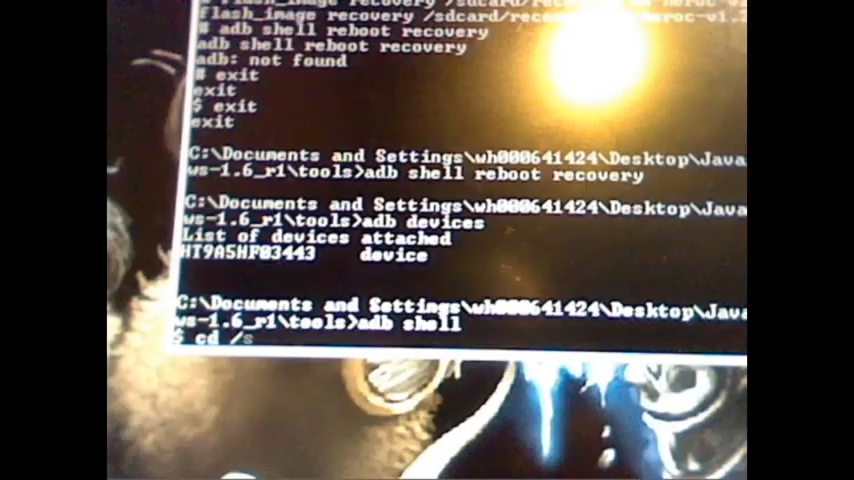 flash_image recovery /sdcard/
# adb shell reboot recovery
adb shell reboot recovery
adb: not found
# exit
exit
$ exit
exit
C:\Documents and Settings\wh000641424\Desktop\Java
ws-1.6_r1\tools>adb shell reboot recovery
C:\Documents and Settings\wh000641424\Desktop\Java
ws-1.6_r1\tools>adb devices
List of devices attached
HT9A5HF03443 device
C:\Documents and Settings\wh000641424\Desktop\Java
ws-1.6_r1\tools>adb shell
$ cd /s